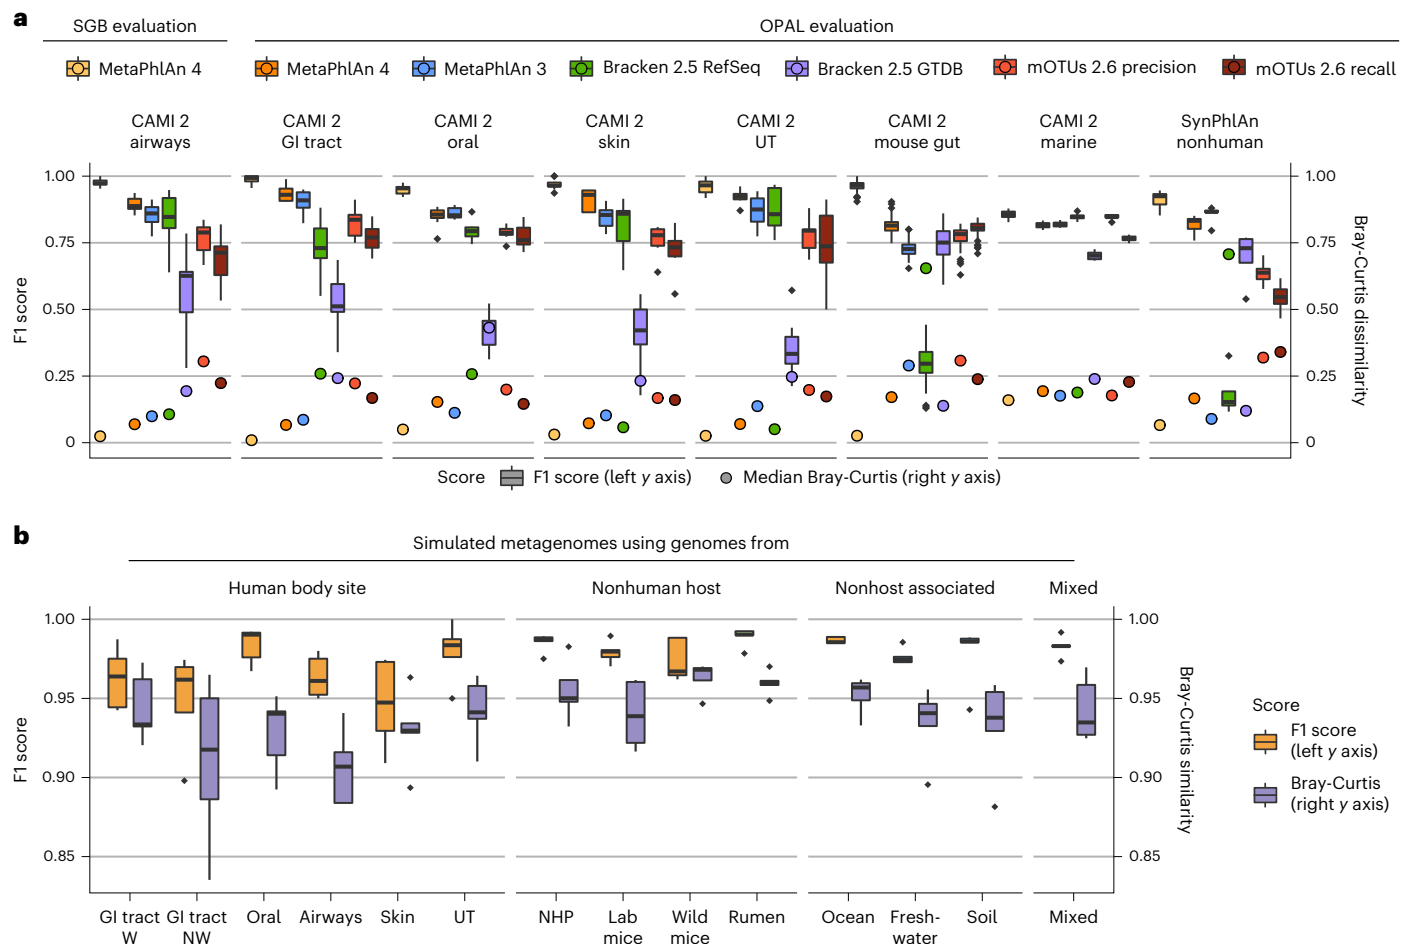 a
SGB evaluation
OPAL evaluation
MetaPhlAn 4
MetaPhlAn 4
MetaPhlAn 3
Bracken 2.5 RefSeq
Bracken 2.5 GTDB
mOTUs 2.6 precision
mOTUs 2.6 recall
CAMI 2
airways
CAMI 2
GI tract
CAMI 2
oral
CAMI 2
skin
CAMI 2
UT
CAMI 2
mouse gut
CAMI 2
marine
SynPhlAn
nonhuman
F1 score
1.00
0.75
0.50
0.25
0
1.00
0.75
0.50
0.25
0
Bray-Curtis dissimilarity
Score
F1 score (left y axis)
Median Bray-Curtis (right y axis)
b
Simulated metagenomes using genomes from
Human body site
Nonhuman host
Nonhost associated
Mixed
F1 score
1.00
0.95
0.90
0.85
1.00
0.95
0.90
0.85
Bray-Curtis similarity
Score
F1 score
(left y axis)
Bray-Curtis
(right y axis)
GI tract
W
GI tract
NW
Oral
Airways
Skin
UT
NHP
Lab
mice
Wild
mice
Rumen
Ocean
Fresh-
water
Soil
Mixed